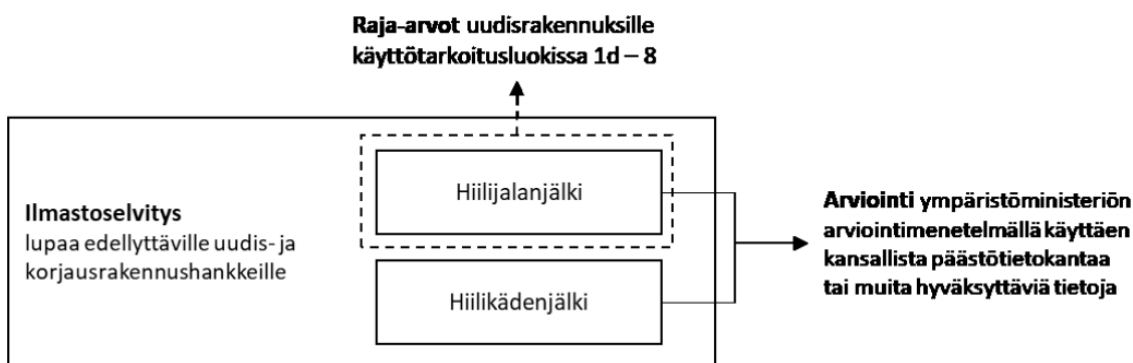 Raja-arvot uudisrakennuksille
käyttötarkoitusluokissa 1d – 8
Ilmastoselvitys
lupaa edellyttäville uudis- ja
korjausrakennushankkeille
Hiilijalanjälki
Hiilikädenjälki
Arviointi ympäristöministeriön
arviointimenetelmällä käyttäen
kansallista päästötietokantaa
tai muita hyväksyttäviä tietoja